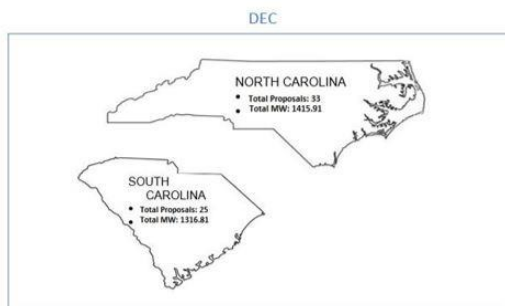 DEC
NORTH CAROLINA
• Total Proposals: 33
• Total MW: 1415.91
SOUTH
CAROLINA
• Total Proposals: 25
• Total MW: 1316.81